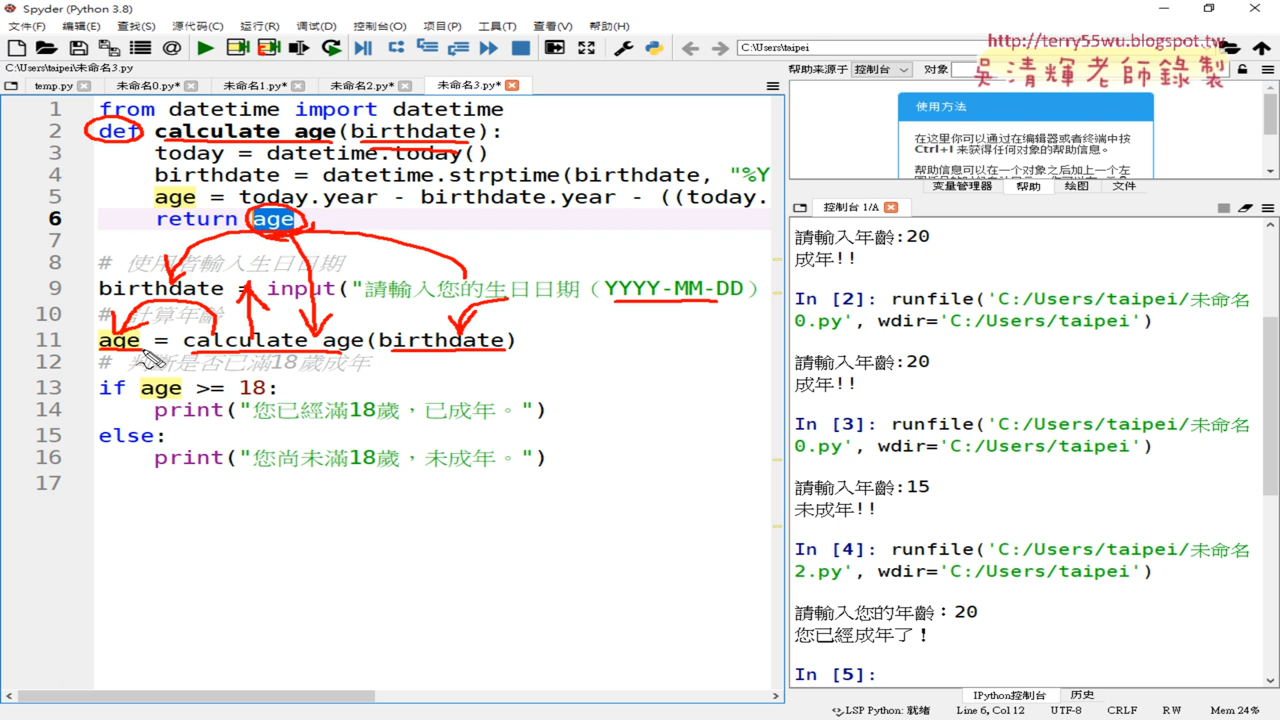 Spyder (Python 3.8)
文件(F) 编辑(E) 查找(S) 源代码(C) 运行(R) 调试(D) 控制台(O) 项目(P) 工具(T) 查看(V) 帮助(H)
C:\Users\taipei
http://terry55wu.blogspot.tw
吳清輝老師錄製
C:\Users\taipei\未命名3.py
temp.py 未命名0.py* 未命名1.py* 未命名2.py* 未命名3.py*
1 from datetime import datetime
2 def calculate_age(birthdate):
3 today = datetime.today()
4 birthdate = datetime.strptime(birthdate, "%Y
5 age = today.year - birthdate.year - ((today.
6 return age
7
8 # 使用者輸入生日日期
9 birthdate = input("請輸入您的生日日期（YYYY-MM-DD）
10 # 計算年齡
11 age = calculate_age(birthdate)
12 # 判斷是否已滿18歲成年
13 if age >= 18:
14 print("您已經滿18歲，已成年。")
15 else:
16 print("您尚未滿18歲，未成年。")
17
帮助来源于 控制台 对象
使用方法
在这里你可以通过在编辑器或者终端中按
Ctrl+I 来获得任何对象的帮助信息。
帮助信息可以在一个对象之后加上一个左
变量管理器 帮助 绘图 文件
控制台 1/A
請輸入年齡:20
成年!!
In [2]: runfile('C:/Users/taipei/未命名
0.py', wdir='C:/Users/taipei')
請輸入年齡:20
成年!!
In [3]: runfile('C:/Users/taipei/未命名
0.py', wdir='C:/Users/taipei')
請輸入年齡:15
未成年!!
In [4]: runfile('C:/Users/taipei/未命名
2.py', wdir='C:/Users/taipei')
請輸入您的年齡：20
您已經成年了！
In [5]:
IPython控制台 历史
LSP Python: 就绪 Line 6, Col 12 UTF-8 CRLF RW Mem 24%